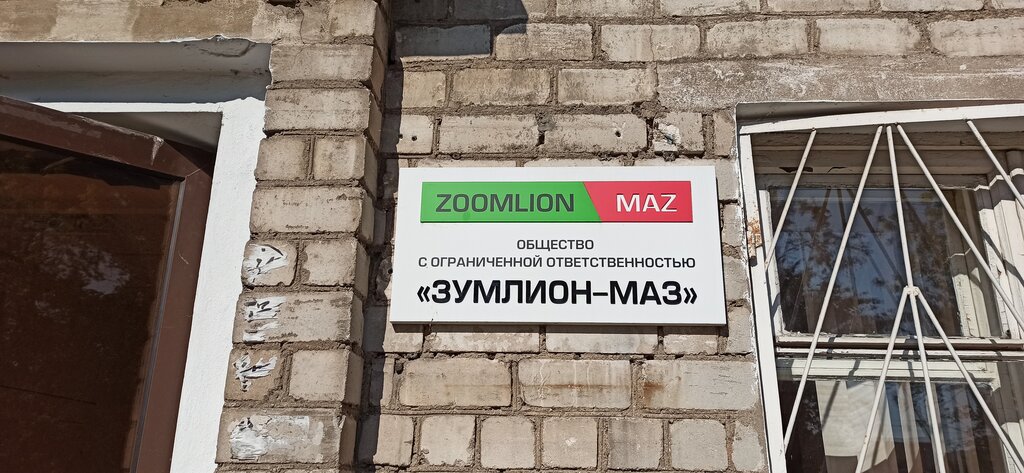 ZOOMLION MAZ
ОБЩЕСТВО
С ОГРАНИЧЕННОЙ ОТВЕТСТВЕННОСТЬЮ
«ЗУМЛИОН-МАЗ»